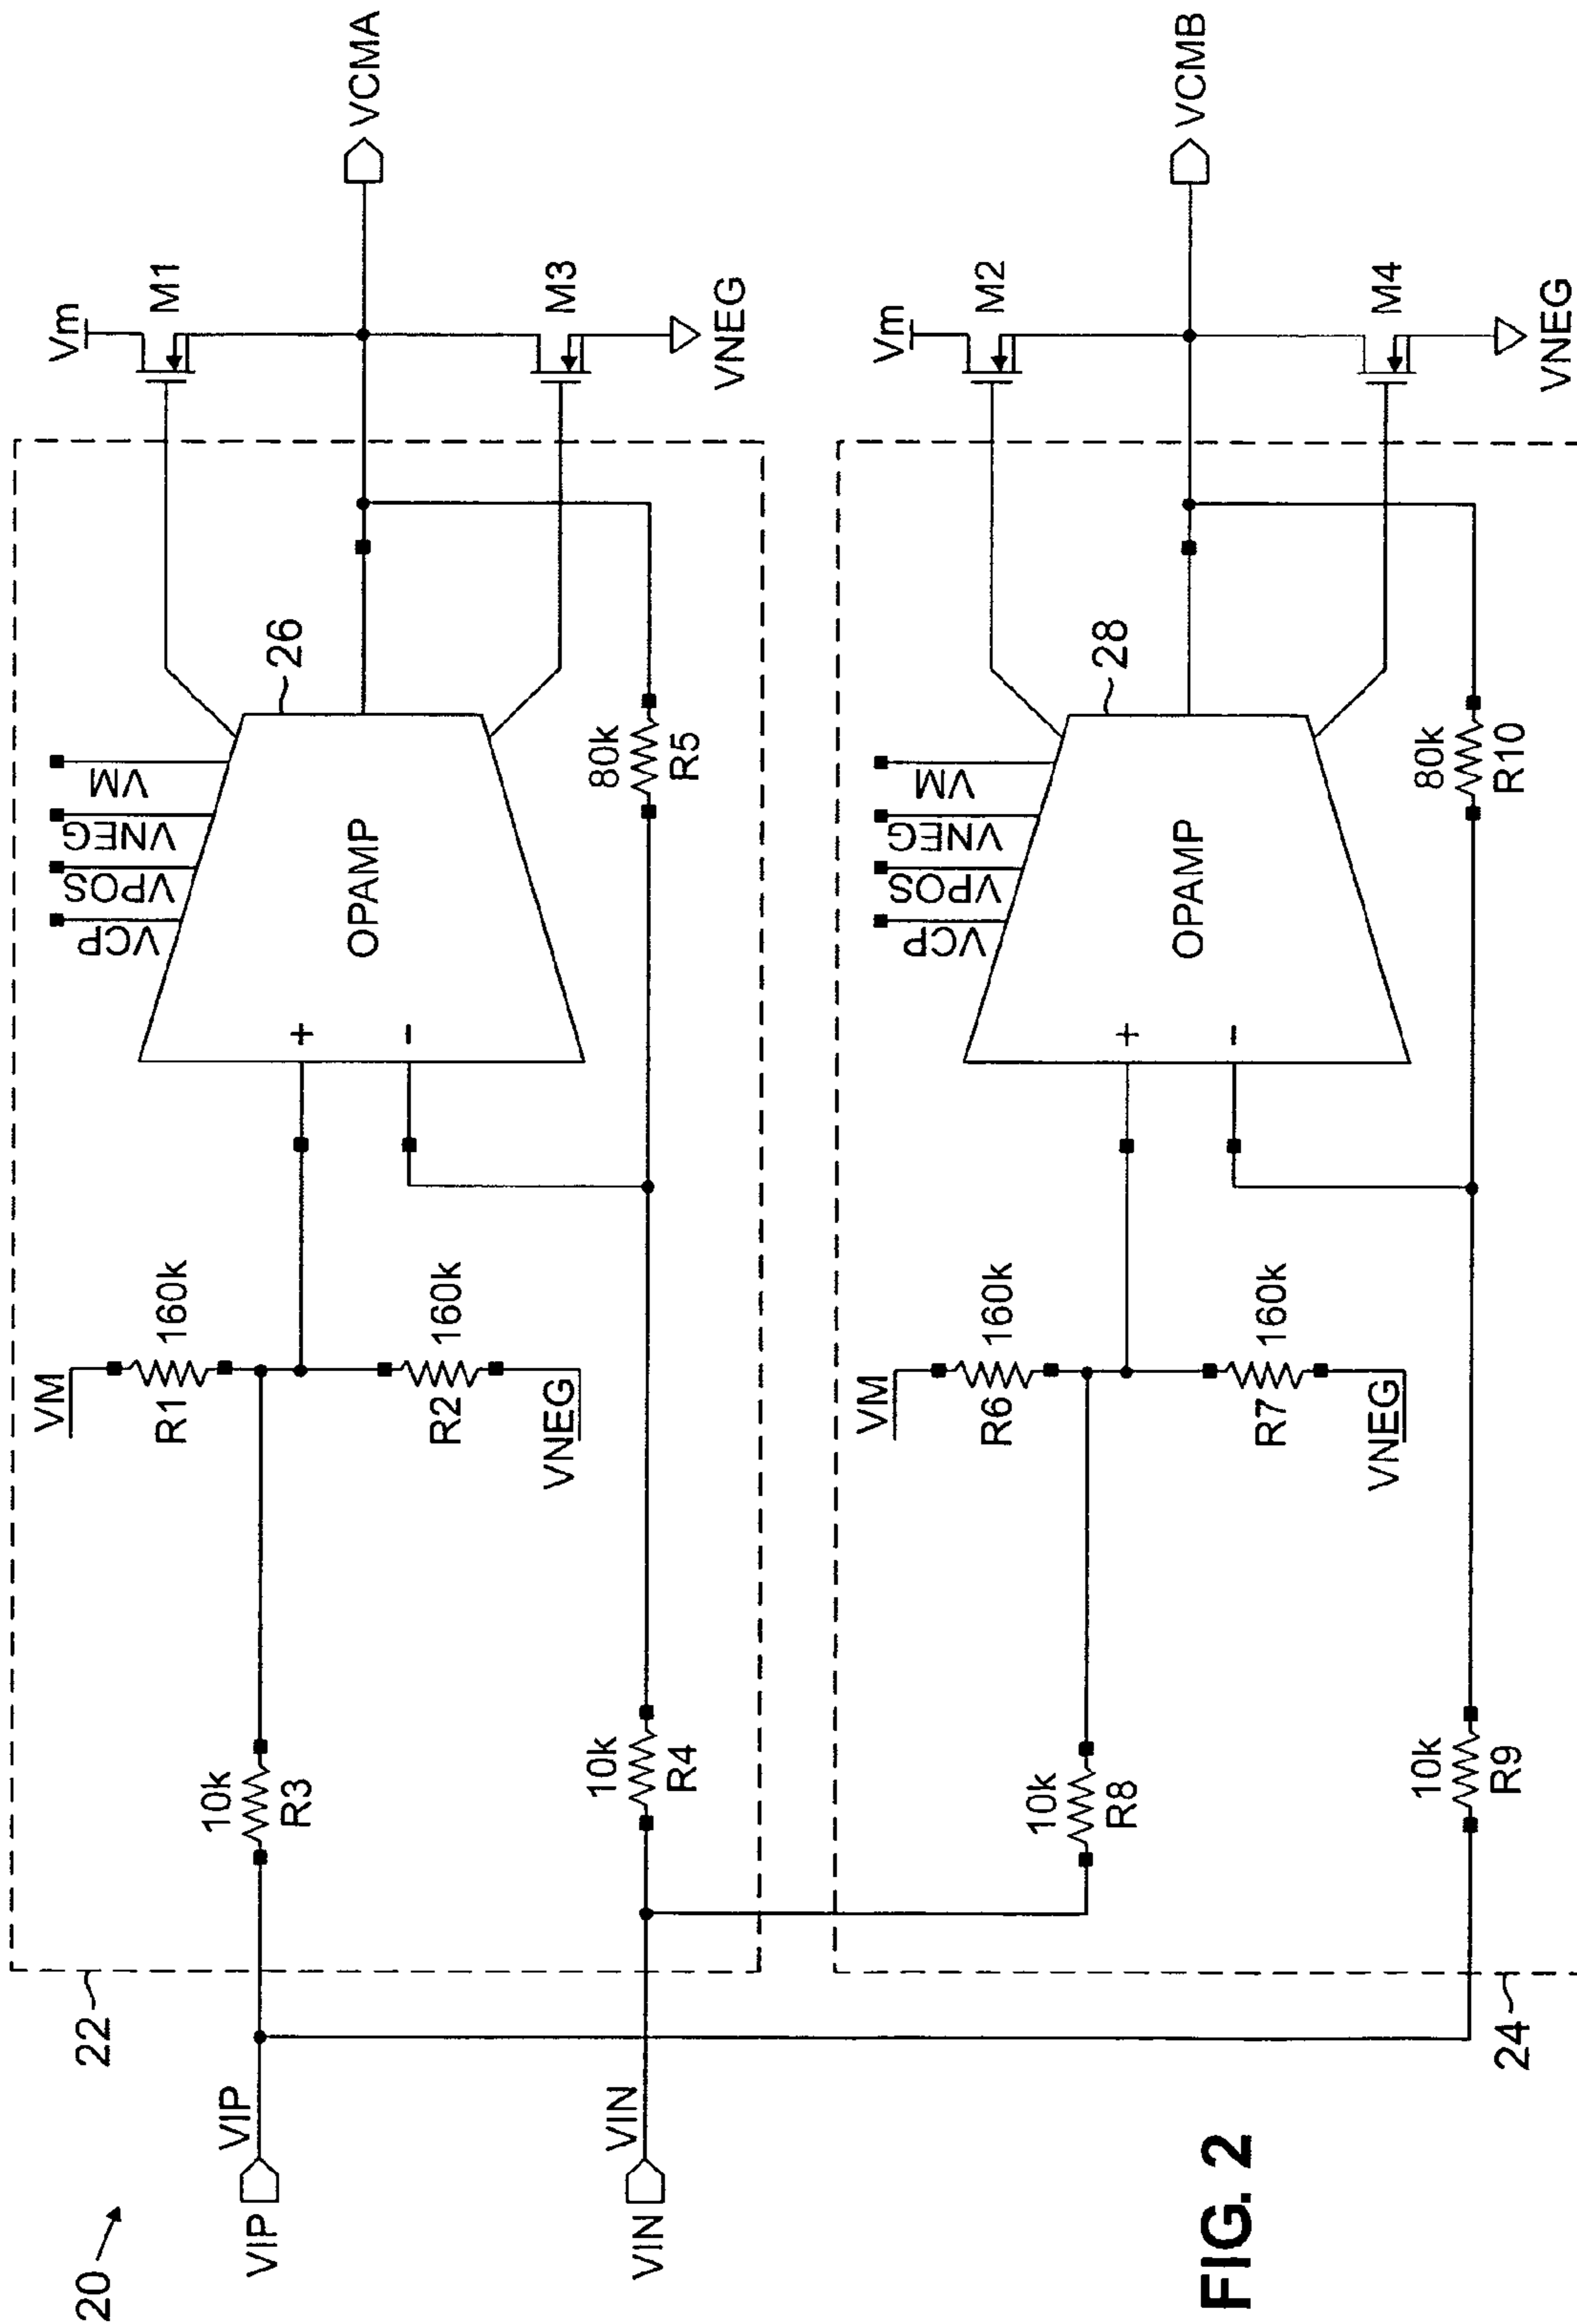 20
22
VM
R1
160k
VCP
VPOS
VNEG
VM
26
Vm
M1
VIP
VIP
10k
R3
OPAMP
+
-
VCMA
R2
160k
VNEG
M3
VNEG
VIN
VIN
10k
R4
80k
R5
VM
R6
160k
VCP
VPOS
VNEG
VM
28
Vm
M2
10k
R8
OPAMP
+
-
VCMB
R7
160k
VNEG
M4
VNEG
10k
R9
80k
R10
24
FIG. 2